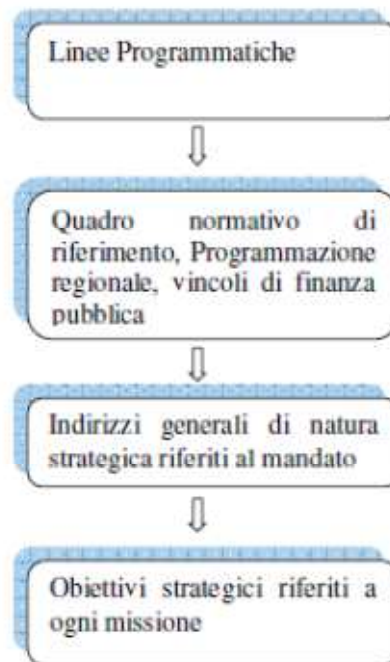 Linee Programmatiche
Quadro normativo di
riferimento, Programmazione
regionale, vincoli di finanza
pubblica
Indirizzi generali di natura
strategica riferiti al mandato
Obiettivi strategici riferiti a
ogni missione